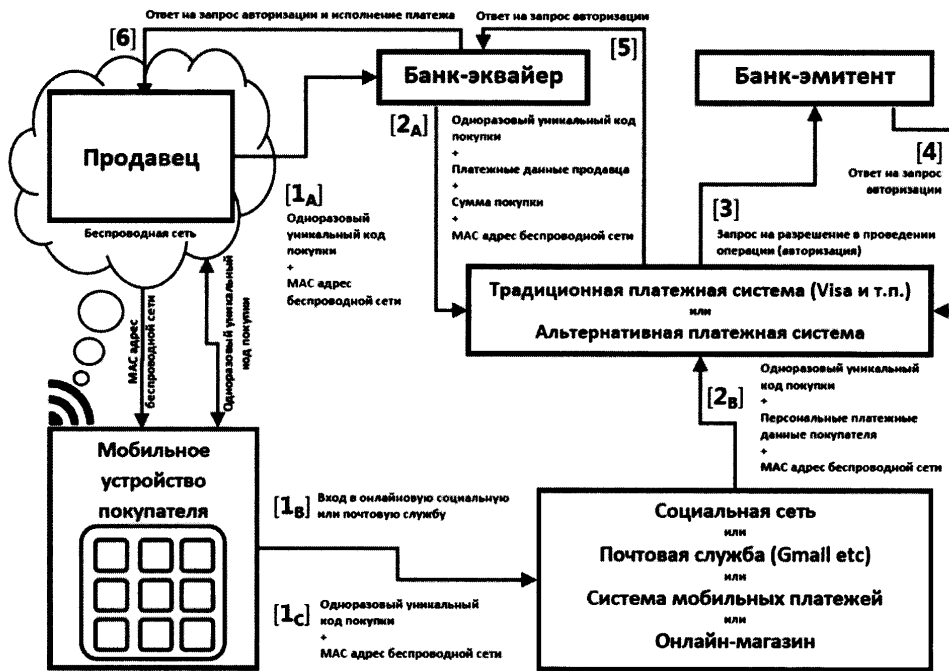 Ответ на запрос авторизации и исполнение платежа
Ответ на запрос авторизации
[6]
[5]
Банк-эквайер
Банк-эмитент
[2A]
Одноразовый уникальный код
покупки
+
Платежные данные продавца
+
Сумма покупки
+
MAC адрес беспроводной сети
[4]
Ответ на запрос
авторизации
Продавец
Беспроводная сеть
[1A]
Одноразовый
уникальный код
покупки
+
MAC адрес
беспроводной сети
[3]
Запрос на разрешение в проведении
операции (авторизация)
Традиционная платежная система (Visa и т.п.)
или
Альтернативная платежная система
MAC адрес
беспроводной сети
Одноразовый уникальный
код покупки
[2B]
Одноразовый уникальный
код покупки
+
Персональные платежные
данные покупателя
+
MAC адрес беспроводной сети
Мобильное
устройство
покупателя
[1B]
Вход в онлайновую социальную
или почтовую службу
[1C]
Одноразовый уникальный
код покупки
+
MAC адрес беспроводной сети
Социальная сеть
или
Почтовая служба (Gmail etc)
или
Система мобильных платежей
или
Онлайн-магазин